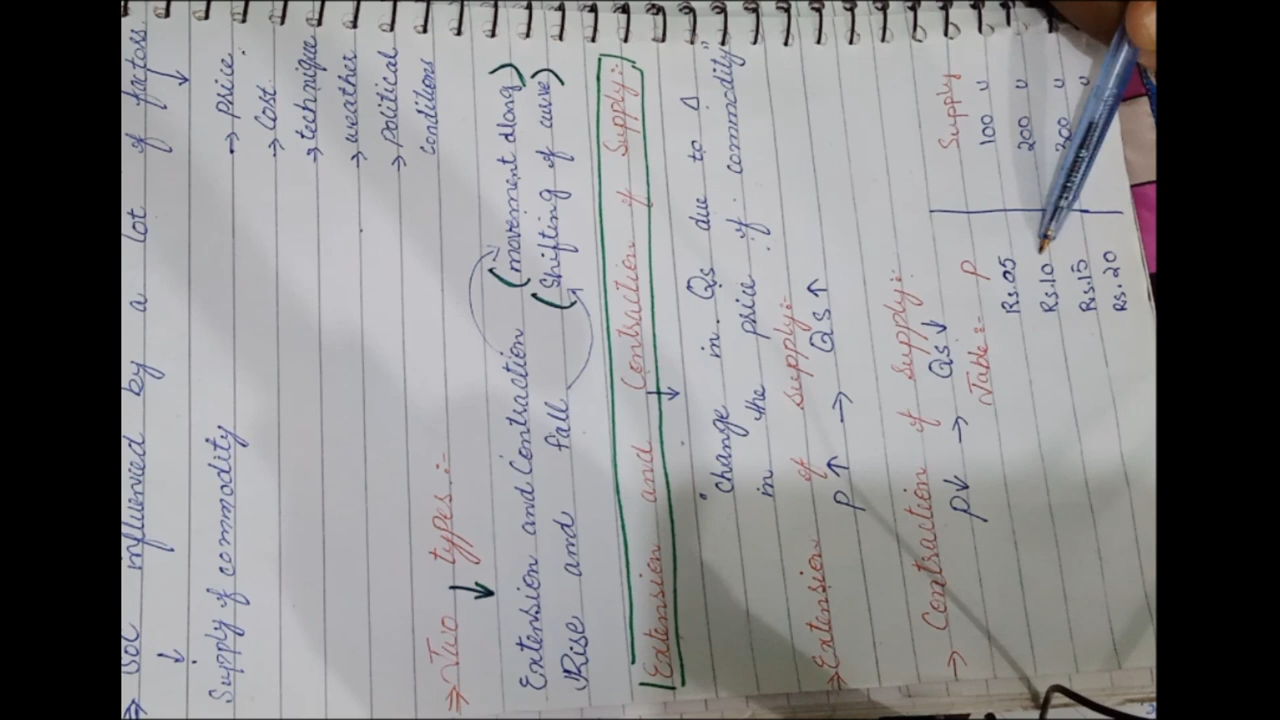 ⇒ SOC influenced by a lot of factors
↓ ↓
Supply of commodity → Price.
→ Cost
→ technique
→ weather
→ political
conditions
⇒ Two types :-
↓
Extension and Contraction (movement along)
Rise and fall (Shifting of curve)
Extension and Contraction of Supply:-
↓
"change in Qs due to Δ
in the price of commodity"
→ Extension of supply:-
P↑ → Qs↑
→ Contraction of Supply:-
P↓ → Qs↓
Table :- P Supply
Rs.05 100 u
Rs.10 200 u
Rs.15 300 u
Rs.20 u